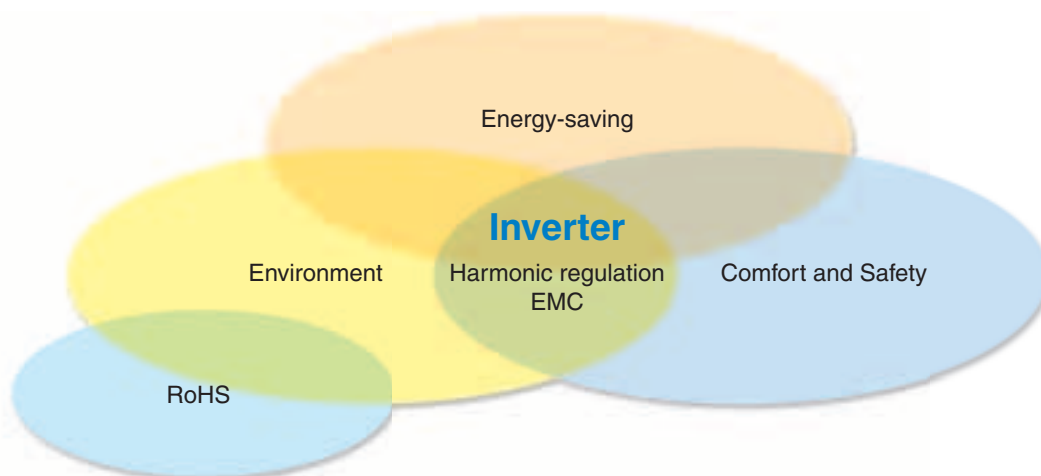 Energy-saving
Inverter
Environment
Harmonic regulation
EMC
Comfort and Safety
RoHS